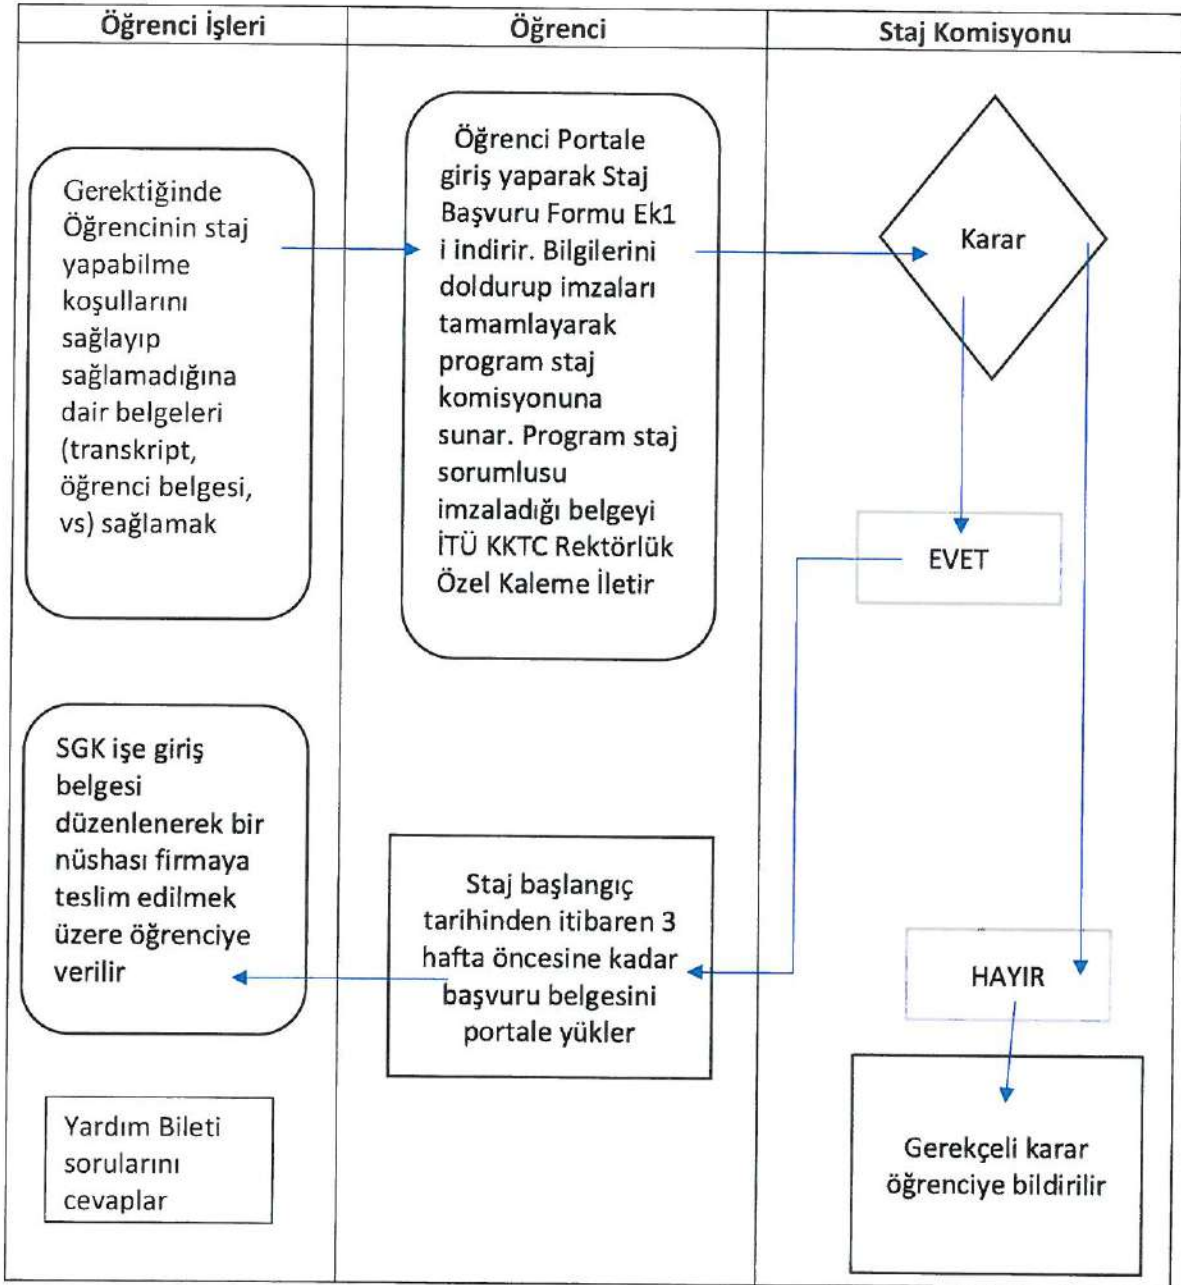 Öğrenci İşleri
Öğrenci
Staj Komisyonu
Gerektiğinde
Öğrencinin staj
yapabilme
koşullarını
sağlayıp
sağlamadığına
dair belgeleri
(transkript,
öğrenci belgesi,
vs) sağlamak
Öğrenci Portale
giriş yaparak Staj
Başvuru Formu Ek1
i indirir. Bilgilerini
doldurup imzaları
tamamlayarak
program staj
komisyonuna
sunar. Program staj
sorumlusu
imzaladığı belgeyi
İTÜ KKTC Rektörlük
Özel Kaleme İletir
Karar
EVET
SGK işe giriş
belgesi
düzenlenerek bir
nüshası firmaya
teslim edilmek
üzere öğrenciye
verilir
Staj başlangıç
tarihinden itibaren 3
hafta öncesine kadar
başvuru belgesini
portale yükler
HAYIR
Yardım Bileti
sorularını
cevaplar
Gerekçeli karar
öğrenciye bildirilir